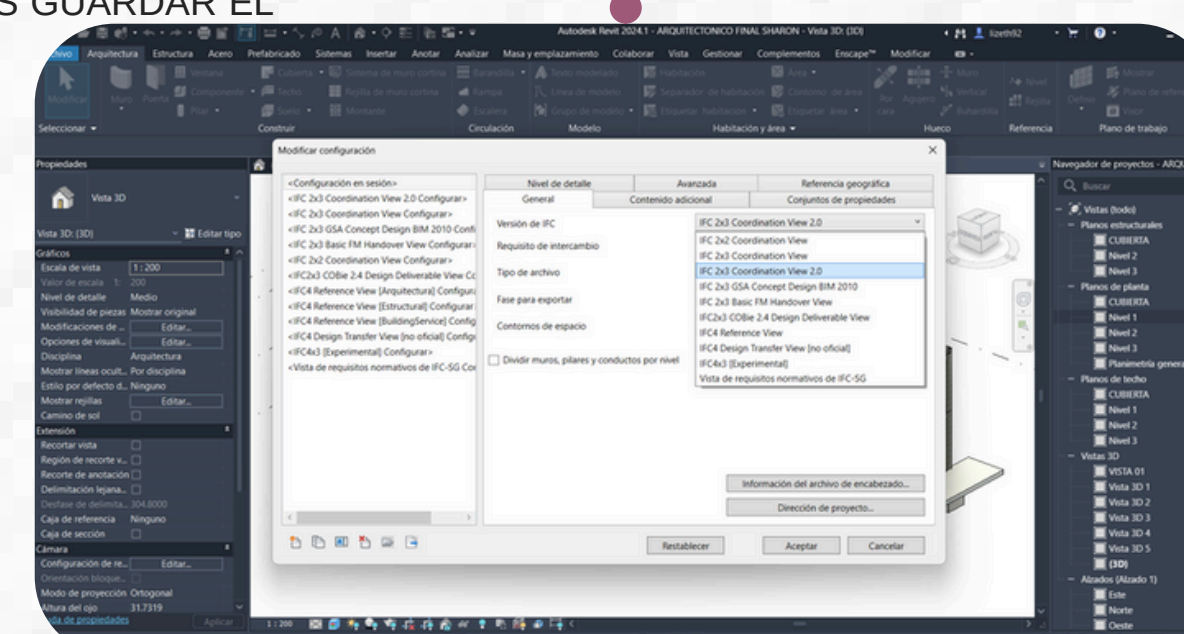 S GUARDAR EL
Autodesk Revit 2024.1 - ARQUITECTONICO FINAL SHARON - Vista 3D: {3D}
lizeth92
Arquitectura Estructura Acero Prefabricado Sistemas Insertar Anotar Analizar Masa y emplazamiento Colaborar Vista Gestionar Complementos Enscape™ Modificar
Modificar
Muro
Puerta
Ventana
Componente
Pilar
Cubierta
Techo
Suelo
Sistema de muro cortina
Rejilla de muro cortina
Montante
Barandilla
Rampa
Escalera
Texto modelado
Línea de modelo
Grupo de modelo
Habitación
Separador de habitación
Etiquetar habitación
Área
Contorno de área
Etiquetar área
Por cara
Agujero
Muro
Vertical
Buhardilla
Nivel
Rejilla
Definir
Mostrar
Plano de refere
Visor
Seleccionar Construir Circulación Modelo Habitación y área Hueco Referencia Plano de trabajo
Propiedades
Vista 3D
Vista 3D: {3D} Editar tipo
Gráficos
Escala de vista 1 : 200
Valor de escala 1: 200
Nivel de detalle Medio
Visibilidad de piezas Mostrar original
Modificaciones de ... Editar...
Opciones de visuali... Editar...
Disciplina Arquitectura
Mostrar líneas ocult... Por disciplina
Estilo por defecto d... Ninguno
Mostrar rejillas Editar...
Camino de sol
Extensión
Recortar vista
Región de recorte v...
Recorte de anotación
Delimitación lejana...
Desfase de delimita... 304.8000
Caja de referencia Ninguno
Caja de sección
Cámara
Configuración de re... Editar...
Orientación bloque...
Modo de proyección Ortogonal
Altura del ojo 31.7319
Aplicar
Modificar configuración
<Configuración en sesión>
<IFC 2x3 Coordination View 2.0 Configurar>
<IFC 2x3 Coordination View Configurar>
<IFC 2x3 GSA Concept Design BIM 2010 Confi
<IFC 2x3 Basic FM Handover View Configurar>
<IFC 2x2 Coordination View Configurar>
<IFC2x3 COBie 2.4 Design Deliverable View Co
<IFC4 Reference View [Arquitectura] Configura
<IFC4 Reference View [Estructural] Configurar
<IFC4 Reference View [BuildingService] Config
<IFC4 Design Transfer View [no oficial] Config
<IFC4x3 [Experimental] Configurar>
<Vista de requisitos normativos de IFC-SG Con
Nivel de detalle Avanzada Referencia geográfica
General Contenido adicional Conjuntos de propiedades
Versión de IFC IFC 2x3 Coordination View 2.0
Requisito de intercambio
Tipo de archivo
Fase para exportar
Contornos de espacio
Dividir muros, pilares y conductos por nivel
IFC 2x2 Coordination View
IFC 2x3 Coordination View
IFC 2x3 Coordination View 2.0
IFC 2x3 GSA Concept Design BIM 2010
IFC 2x3 Basic FM Handover View
IFC2x3 COBie 2.4 Design Deliverable View
IFC4 Reference View
IFC4 Design Transfer View [no oficial]
IFC4x3 [Experimental]
Vista de requisitos normativos de IFC-SG
Información del archivo de encabezado...
Dirección de proyecto...
Restablecer Aceptar Cancelar
1 : 200
Navegador de proyectos - ARQU
Buscar
Vistas (todo)
Planos estructurales
CUBIERTA
Nivel 2
Nivel 3
Planos de planta
CUBIERTA
Nivel 1
Nivel 2
Nivel 3
Planimetría genera
Planos de techo
CUBIERTA
Nivel 1
Nivel 2
Nivel 3
Vistas 3D
VISTA 01
Vista 3D 1
Vista 3D 2
Vista 3D 3
Vista 3D 4
Vista 3D 5
{3D}
Alzados (Alzado 1)
Este
Norte
Oeste